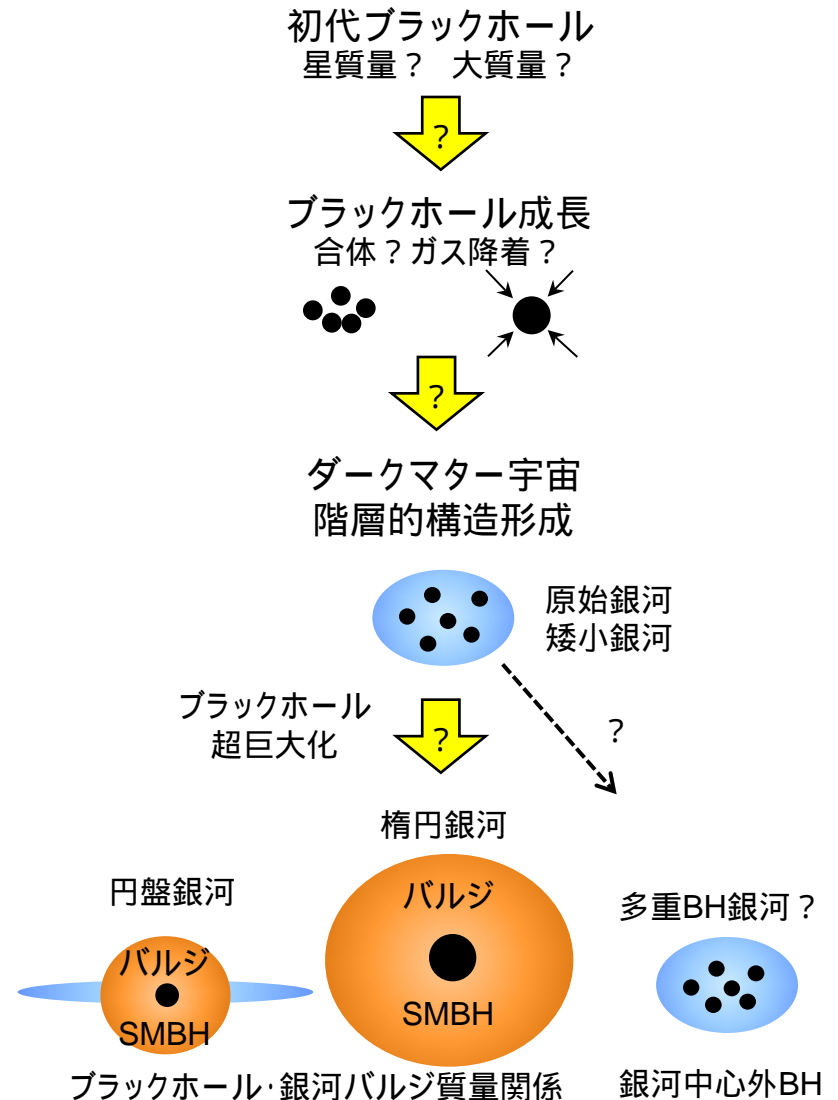 初代ブラックホール
星質量？ 大質量？
？
ブラックホール成長
合体？ガス降着？
？
ダークマター宇宙
階層的構造形成
原始銀河
矮小銀河
ブラックホール
超巨大化
？
？
楕円銀河
バルジ
SMBH
円盤銀河
バルジ
SMBH
多重BH銀河？
ブラックホール・銀河バルジ質量関係
銀河中心外BH